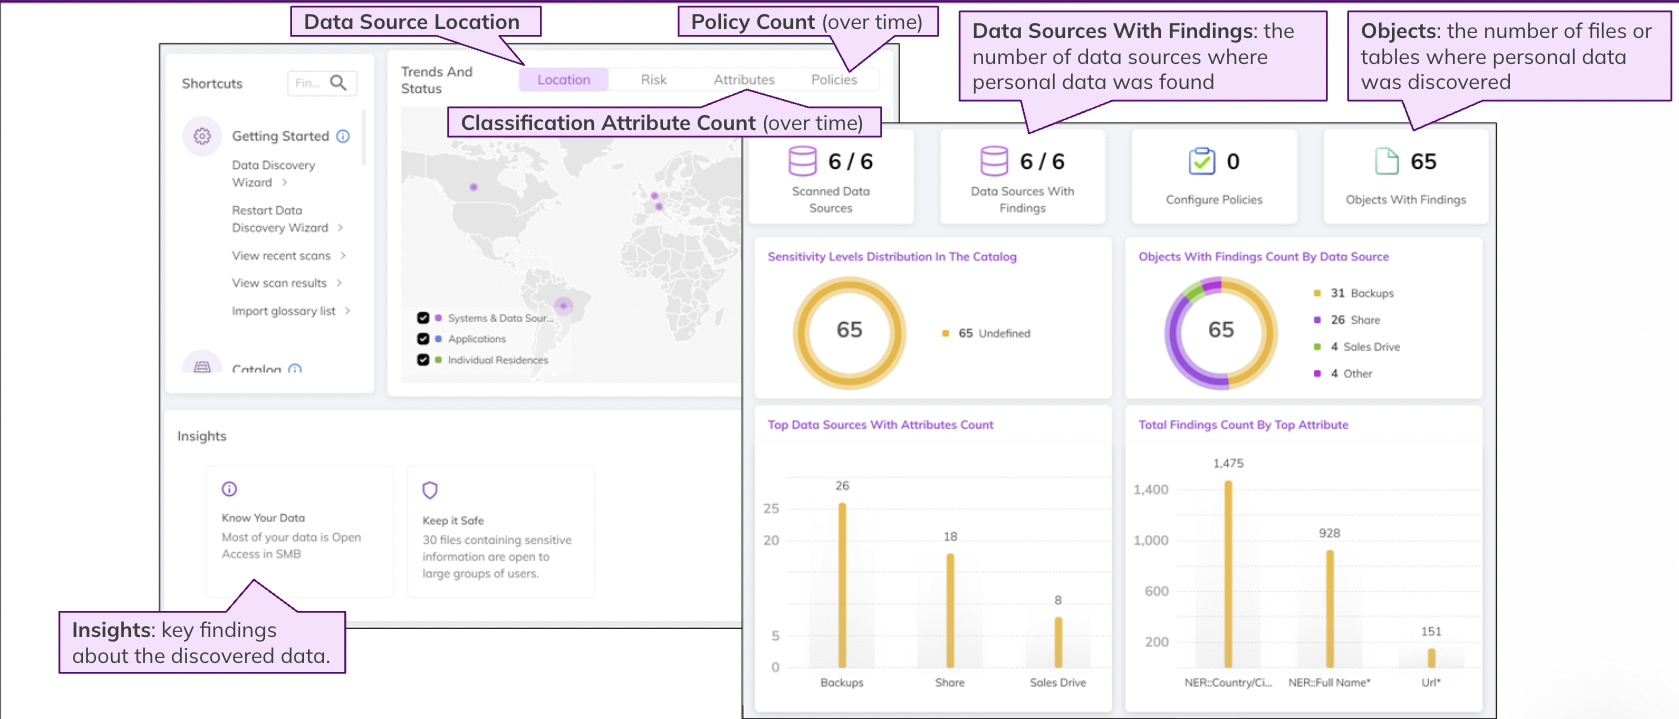 Data Source Location
Policy Count (over time)
Data Sources With Findings: the
number of data sources where
personal data was found
Objects: the number of files or
tables where personal data
was discovered
Shortcuts
Fin...
Trends And
Status
Location
Risk
Attributes
Policies
Classification Attribute Count (over time)
Getting Started
Data Discovery
Wizard >
Restart Data
Discovery Wizard >
View recent scans >
View scan results >
Import glossary list >
Catalog
Systems & Data Sour...
Applications
Individual Residences
6 / 6
Scanned Data
Sources
6 / 6
Data Sources With
Findings
0
Configure Policies
65
Objects With Findings
Sensitivity Levels Distribution In The Catalog
65
65 Undefined
Objects With Findings Count By Data Source
65
31 Backups
26 Share
4 Sales Drive
4 Other
Insights
Know Your Data
Most of your data is Open
Access in SMB
Keep it Safe
30 files containing sensitive
information are open to
large groups of users.
Insights: key findings
about the discovered data.
Top Data Sources With Attributes Count
26
25
20
18
8
5
0
Backups
Share
Sales Drive
Total Findings Count By Top Attribute
1,475
1,400
1,000
928
600
200
151
NER::Country/Ci...
NER::Full Name*
Url*